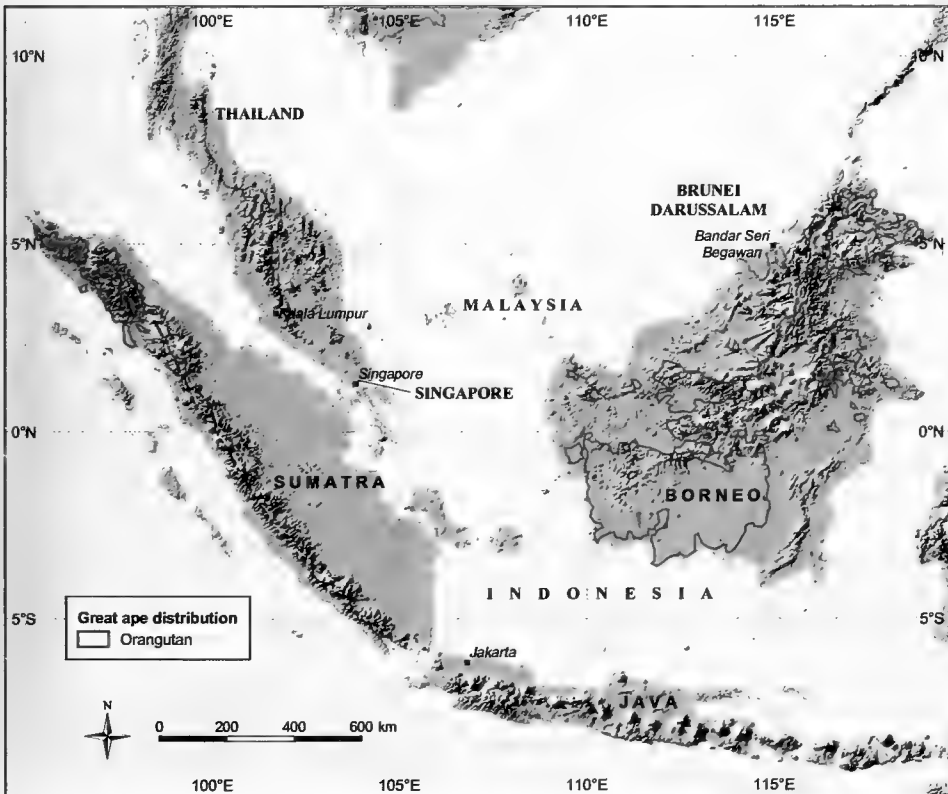 100°E 105°E 110°E 115°E
10°N
THAILAND
BRUNEI
DARUSSALAM
Bandar Seri
Begawan
5°N 5°N
MALAYSIA
Lumpur
Singapore
SINGAPORE
0°N 0°N
SUMATRA
BORNEO
INDONESIA
5°S 5°S
Great ape distribution
Orangutan
Jakarta
JAVA
N
0 200 400 600 km
100°E 105°E 110°E 115°E